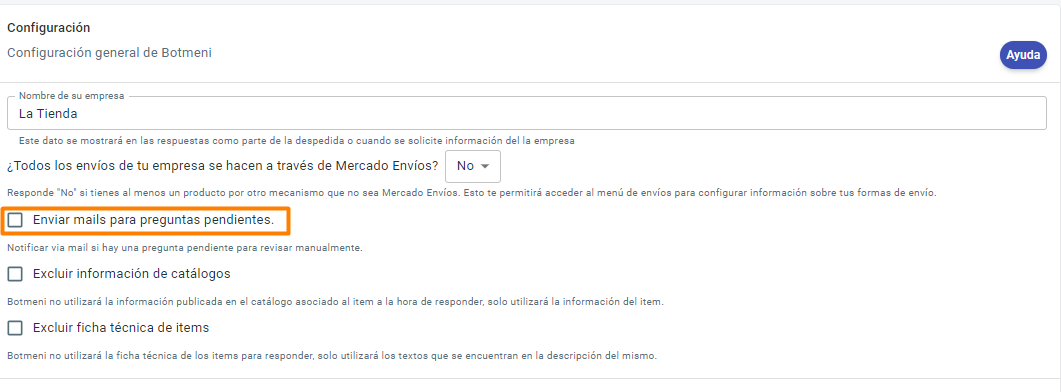 Configuración
Configuración general de Botmeni
Ayuda
Nombre de su empresa
La Tienda
Este dato se mostrará en las respuestas como parte de la despedida o cuando se solicite información del la empresa
¿Todos los envíos de tu empresa se hacen a través de Mercado Envíos? No
Responde "No" si tienes al menos un producto por otro mecanismo que no sea Mercado Envíos. Esto te permitirá acceder al menú de envíos para configurar información sobre tus formas de envío.
Enviar mails para preguntas pendientes.
Notificar via mail si hay una pregunta pendiente para revisar manualmente.
Excluir información de catálogos
Botmeni no utilizará la información publicada en el catálogo asociado al item a la hora de responder, solo utilizará la información del item.
Excluir ficha técnica de items
Botmeni no utilizará la ficha técnica de los items para responder, solo utilizará los textos que se encuentran en la descripción del mismo.